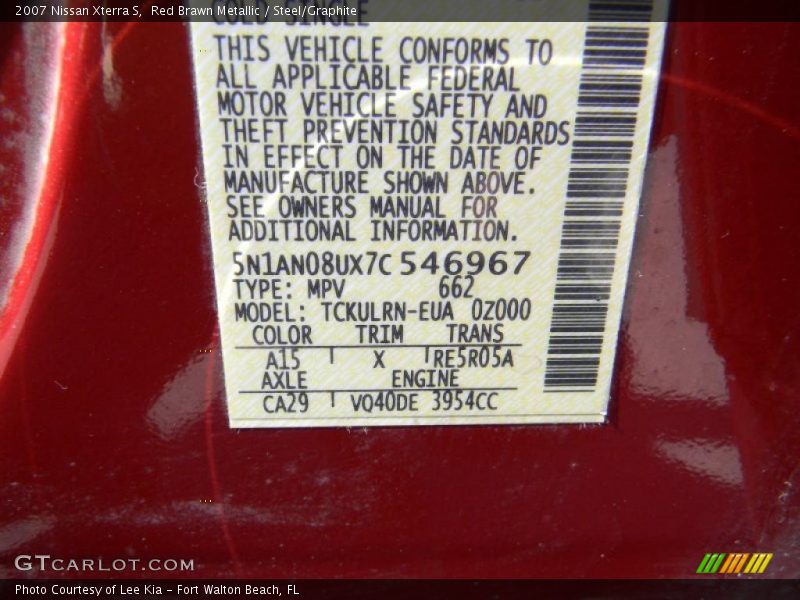 2007 Nissan Xterra S,  Red Brawn Metallic / Steel/Graphite
COLD SINGLE
THIS VEHICLE CONFORMS TO
ALL APPLICABLE FEDERAL
MOTOR VEHICLE SAFETY AND
THEFT PREVENTION STANDARDS
IN EFFECT ON THE DATE OF
MANUFACTURE SHOWN ABOVE.
SEE OWNERS MANUAL FOR
ADDITIONAL INFORMATION.
5N1AN08UX7C546967
TYPE: MPV 662
MODEL: TCKULRN-EUA 0Z000
COLOR TRIM TRANS
A15 X RE5R05A
AXLE ENGINE
CA29 VQ40DE 3954CC
GTCARLOT.COM
Photo Courtesy of Lee Kia - Fort Walton Beach, FL